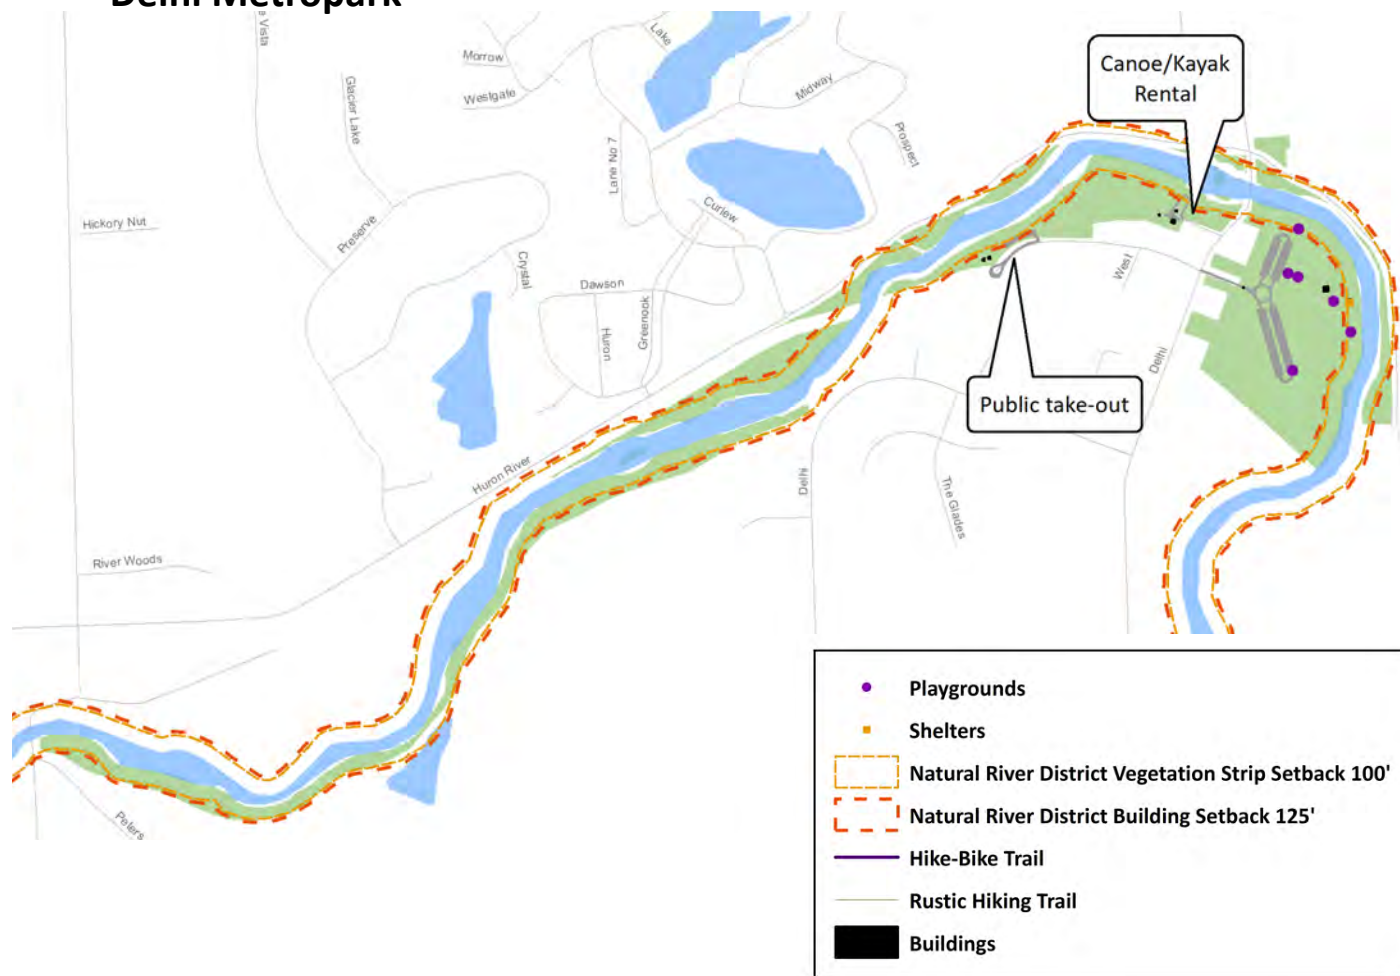 Delhi Metropark
Vista
Glacier Lake
Morrow
Westgate
Lake
Midway
Prospect
Lane No 7
Curlew
Hickory Nut
Preserve
Crystal
Dawson
Huron
Greenook
Canoe/Kayak
Rental
West
Delhi
Public take-out
Huron River
Delhi
The Glades
River Woods
Peters
Playgrounds
Shelters
Natural River District Vegetation Strip Setback 100'
Natural River District Building Setback 125'
Hike-Bike Trail
Rustic Hiking Trail
Buildings